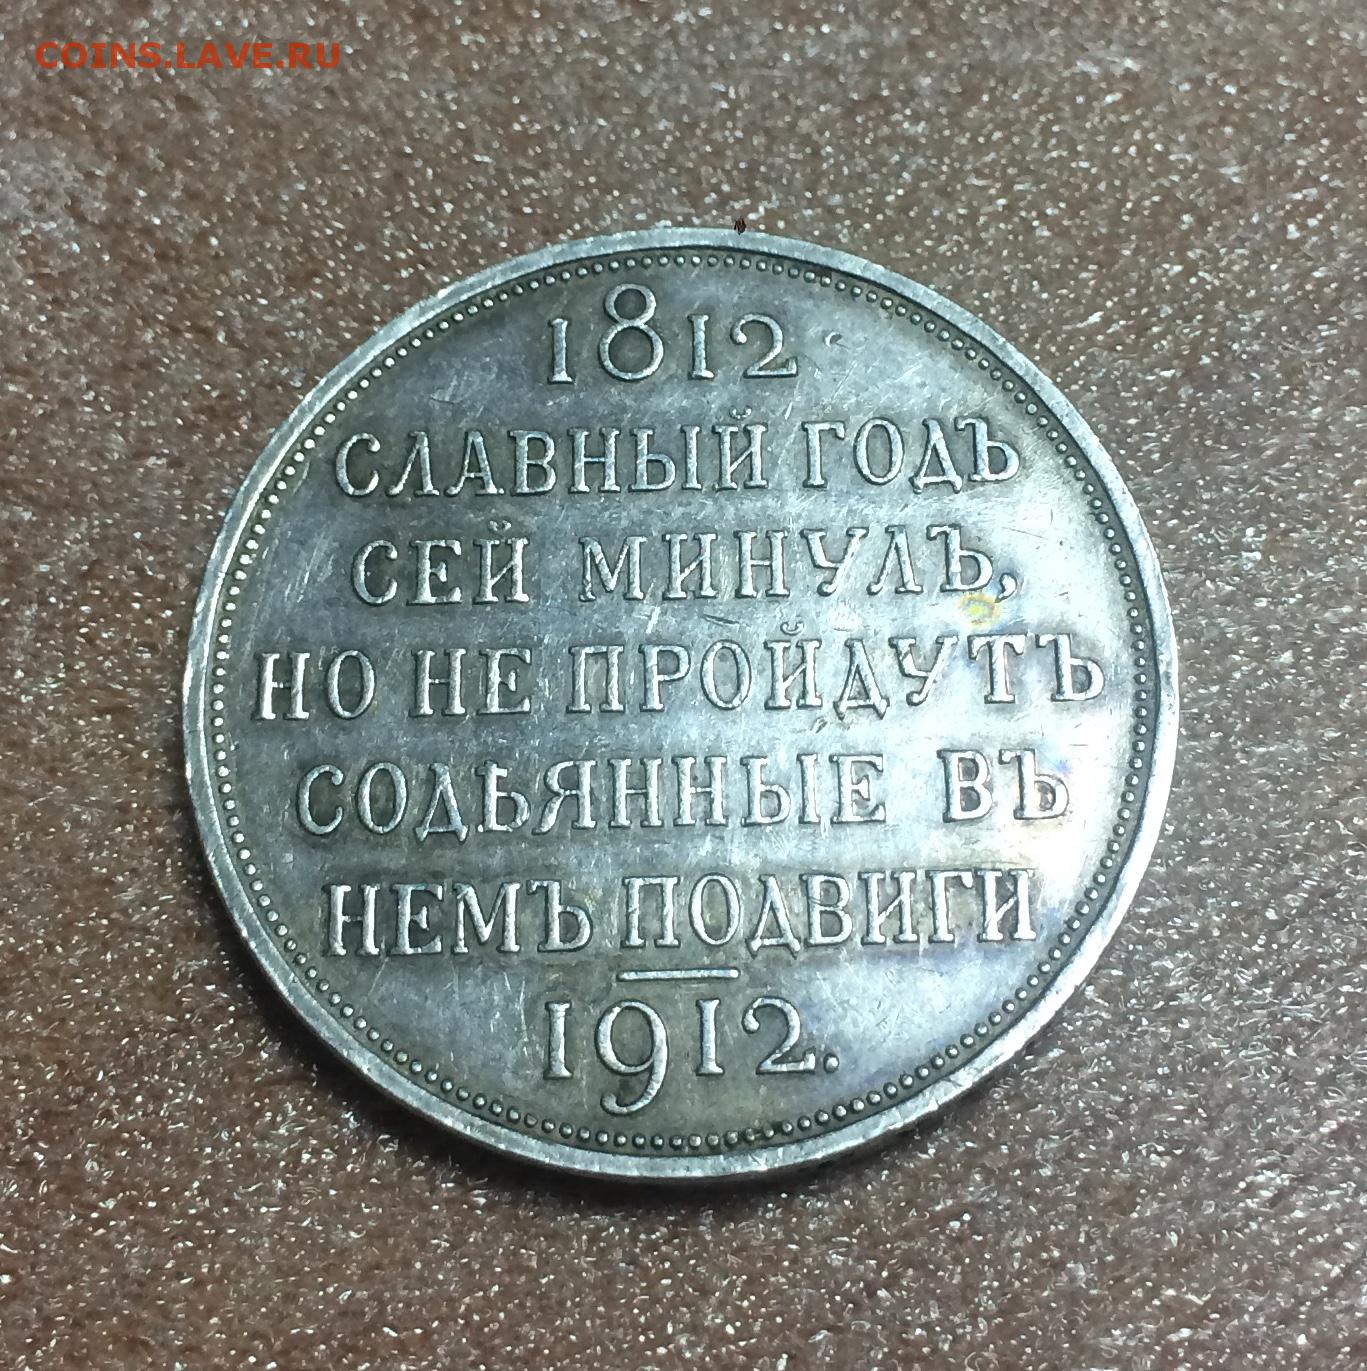 COINS.LAVE.RU
1812
СЛАВНЫЙ ГОДЪ
СЕЙ МИНУЛЪ,
НО НЕ ПРОЙДУТЪ
СОДѢЯННЫЕ ВЪ
НЕМЪ ПОДВИГИ
1912.